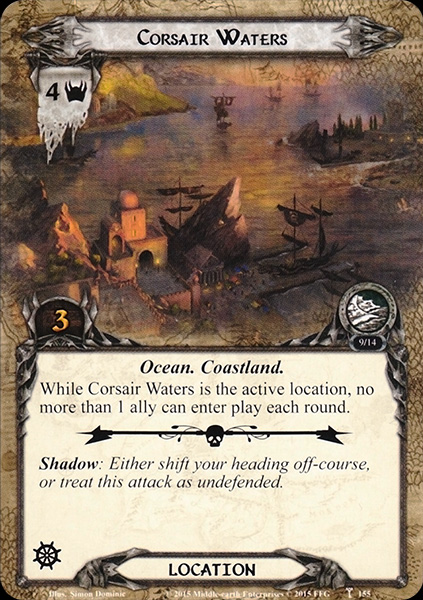 CORSAIR WATERS
4
3
9/14
Ocean. Coastland.
While Corsair Waters is the active location, no
more than 1 ally can enter play each round.
Shadow: Either shift your heading off-course,
or treat this attack as undefended.
LOCATION
Illus. Simon Dominic © 2015 Middle-earth Enterprises © 2015 FFG 155